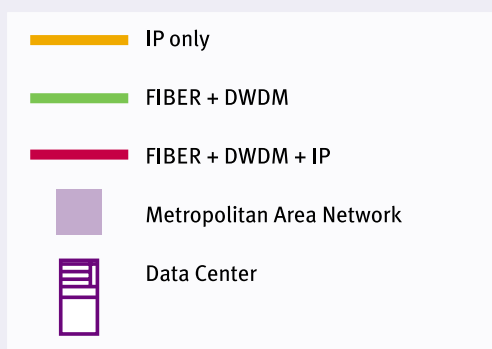 IP only
FIBER + DWDM
FIBER + DWDM + IP
Metropolitan Area Network
Data Center